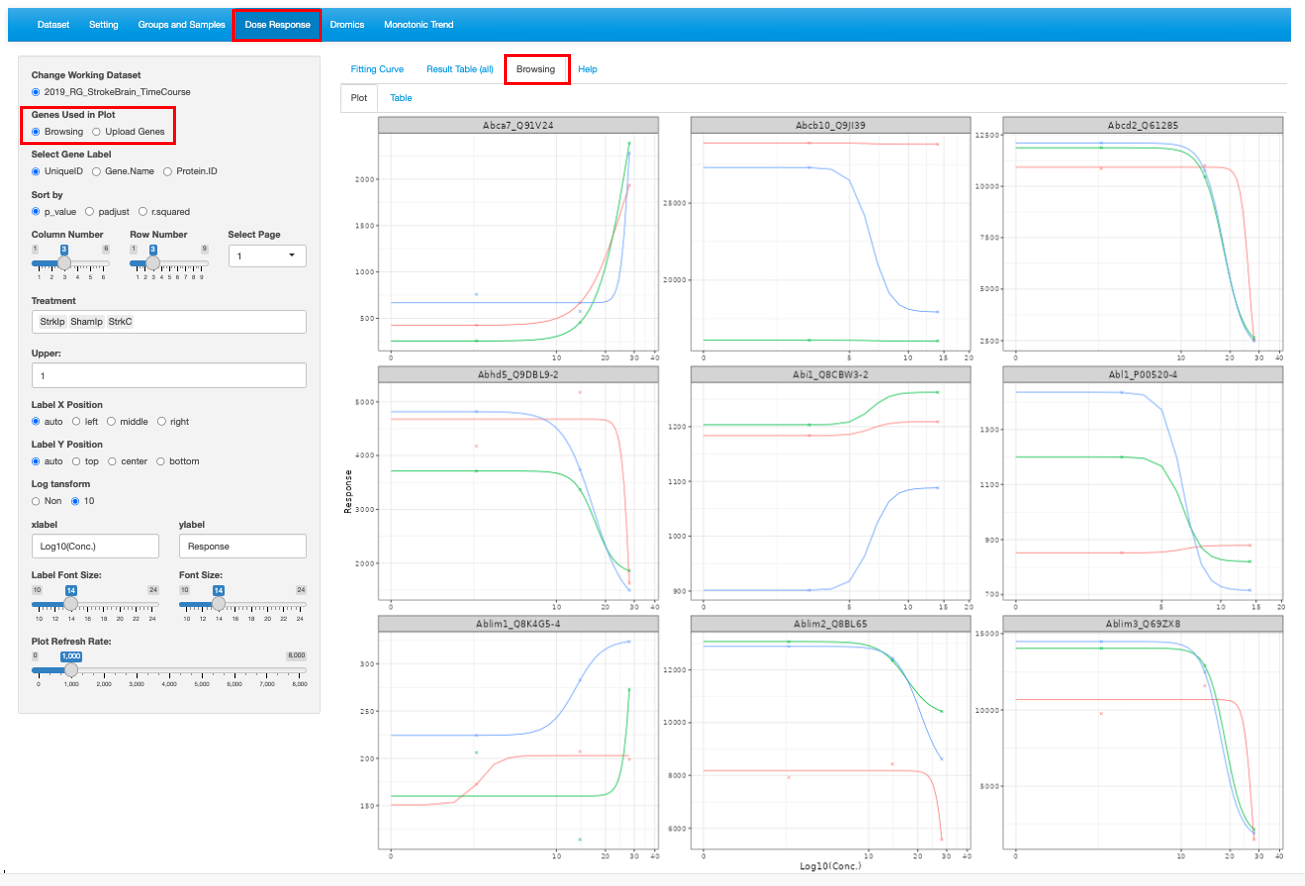 Dataset Setting Groups and Samples Dose Response Dromics Monotonic Trend
Change Working Dataset
2019_RG_StrokeBrain_TimeCourse
Genes Used in Plot
Browsing Upload Genes
Select Gene Label
UniqueID Gene.Name Protein.ID
Sort by
p_value padjust r.squared
Column Number Row Number Select Page
1 3 6 1 3 9
1
1 2 3 4 5 6 1 2 3 4 5 6 7 8 9
Treatment
StrkIp ShamIp StrkC
Upper:
1
Label X Position
auto left middle right
Label Y Position
auto top center bottom
Log tansform
Non 10
xlabel ylabel
Log10(Conc.) Response
Label Font Size: Font Size:
10 14 24 10 14 24
10 12 14 16 18 20 22 24 10 12 14 16 18 20 22 24
Plot Refresh Rate:
0 1,000 8,000
0 1,000 2,000 3,000 4,000 5,000 6,000 7,000 8,000
Fitting Curve Result Table (all) Browsing Help
Plot Table
Abca7_Q91V24 Abcb10_Q9JI39 Abcd2_Q61285
2000
1500
1000
500
0 10 20 30 40
25000
20000
0 5 10 15 20
12500
10000
7500
5000
2500
0 10 20 30 40
Abhd5_Q9DBL9-2 Abi1_Q8CBW3-2 Abl1_P00520-4
5000
4000
3000
2000
0 10 20 30 40
1200
1100
1000
900
0 5 10 15 20
1300
1100
900
700
0 5 10 15 20
Response
Ablim1_Q8K4G5-4 Ablim2_Q8BL65 Ablim3_Q69ZX8
300
250
200
150
0 10 20 30 40
12000
10000
8000
6000
0 10 20 30 40
15000
10000
5000
0 10 20 30 40
Log10(Conc.)